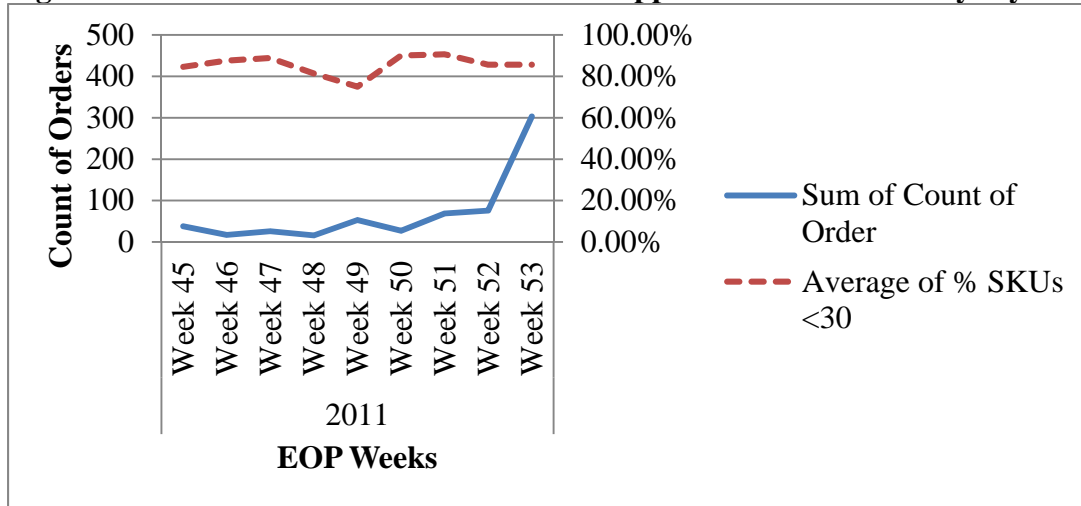 500
400
300
200
100
0
Count of Orders
100.00%
80.00%
60.00%
40.00%
20.00%
0.00%
Week 45
Week 46
Week 47
Week 48
Week 49
Week 50
Week 51
Week 52
Week 53
2011
EOP Weeks
Sum of Count of
Order
Average of % SKUs
<30